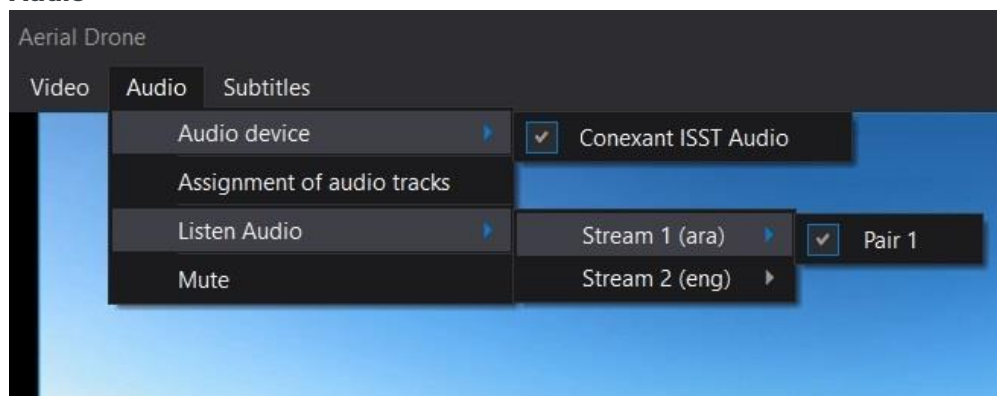 Aerial Drone
Video Audio Subtitles
Audio device Conexant ISST Audio
Assignment of audio tracks
Listen Audio Stream 1 (ara) Pair 1
Mute Stream 2 (eng)